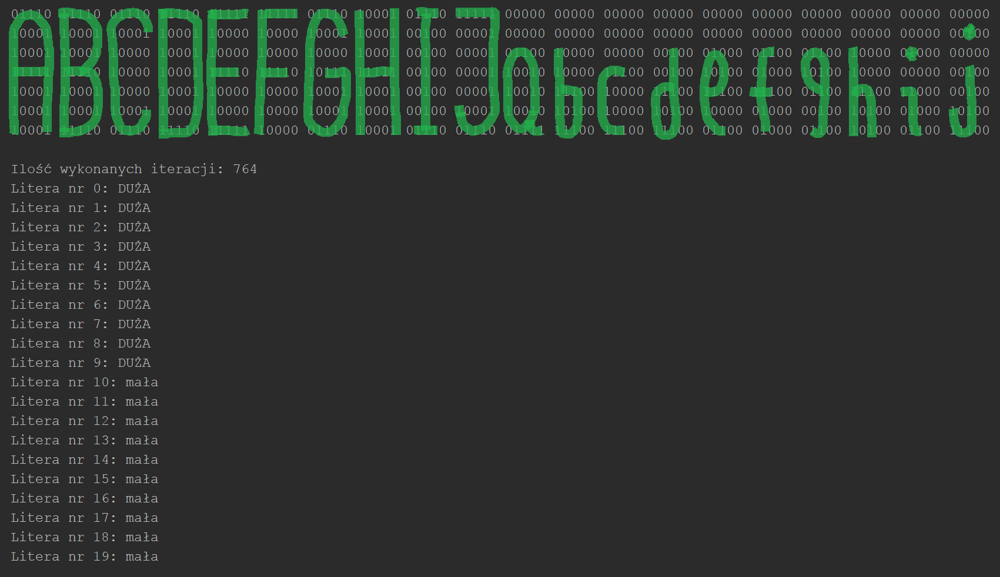 ABCDEFGHIJabcdefghij
01110 11110 01110 11110 11111 11111 01110 10001 01110 11111 00000 00000 00000 00000 00000 00000 00000 00000 00000 00000
10001 10001 10001 10001 10000 10000 10001 10001 00100 00001 00000 00000 00000 00000 00000 00000 00000 00000 00000 00100
10001 10001 10000 10001 10000 10000 10000 10001 00100 00001 01100 10000 00000 00100 01000 01100 01100 10000 01000 00000
11111 11110 10000 10001 11110 11110 10111 11111 00100 00001 10010 10000 01100 00100 10100 01000 10100 10000 00000 00100
10001 10001 10000 10001 10000 10000 10001 10001 00100 00001 10010 11100 10000 11100 11100 11100 01100 11100 11000 00100
10001 10001 10001 10001 10000 10000 10001 10001 00100 10001 10010 10100 10000 10100 10000 01000 00100 10100 01000 10100
10001 11110 01110 11110 11111 10000 01110 10001 01110 01110 01101 11100 01100 11100 01100 01000 01100 10100 01100 11100
Ilość wykonanych iteracji: 764
Litera nr 0: DUŻA
Litera nr 1: DUŻA
Litera nr 2: DUŻA
Litera nr 3: DUŻA
Litera nr 4: DUŻA
Litera nr 5: DUŻA
Litera nr 6: DUŻA
Litera nr 7: DUŻA
Litera nr 8: DUŻA
Litera nr 9: DUŻA
Litera nr 10: mała
Litera nr 11: mała
Litera nr 12: mała
Litera nr 13: mała
Litera nr 14: mała
Litera nr 15: mała
Litera nr 16: mała
Litera nr 17: mała
Litera nr 18: mała
Litera nr 19: mała